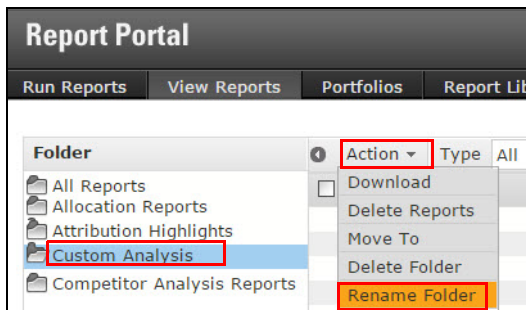 Report Portal
Run Reports View Reports Portfolios Report Lib
Folder
All Reports
Allocation Reports
Attribution Highlights
Custom Analysis
Competitor Analysis Reports
Action Type All
Download
Delete Reports
Move To
Delete Folder
Rename Folder